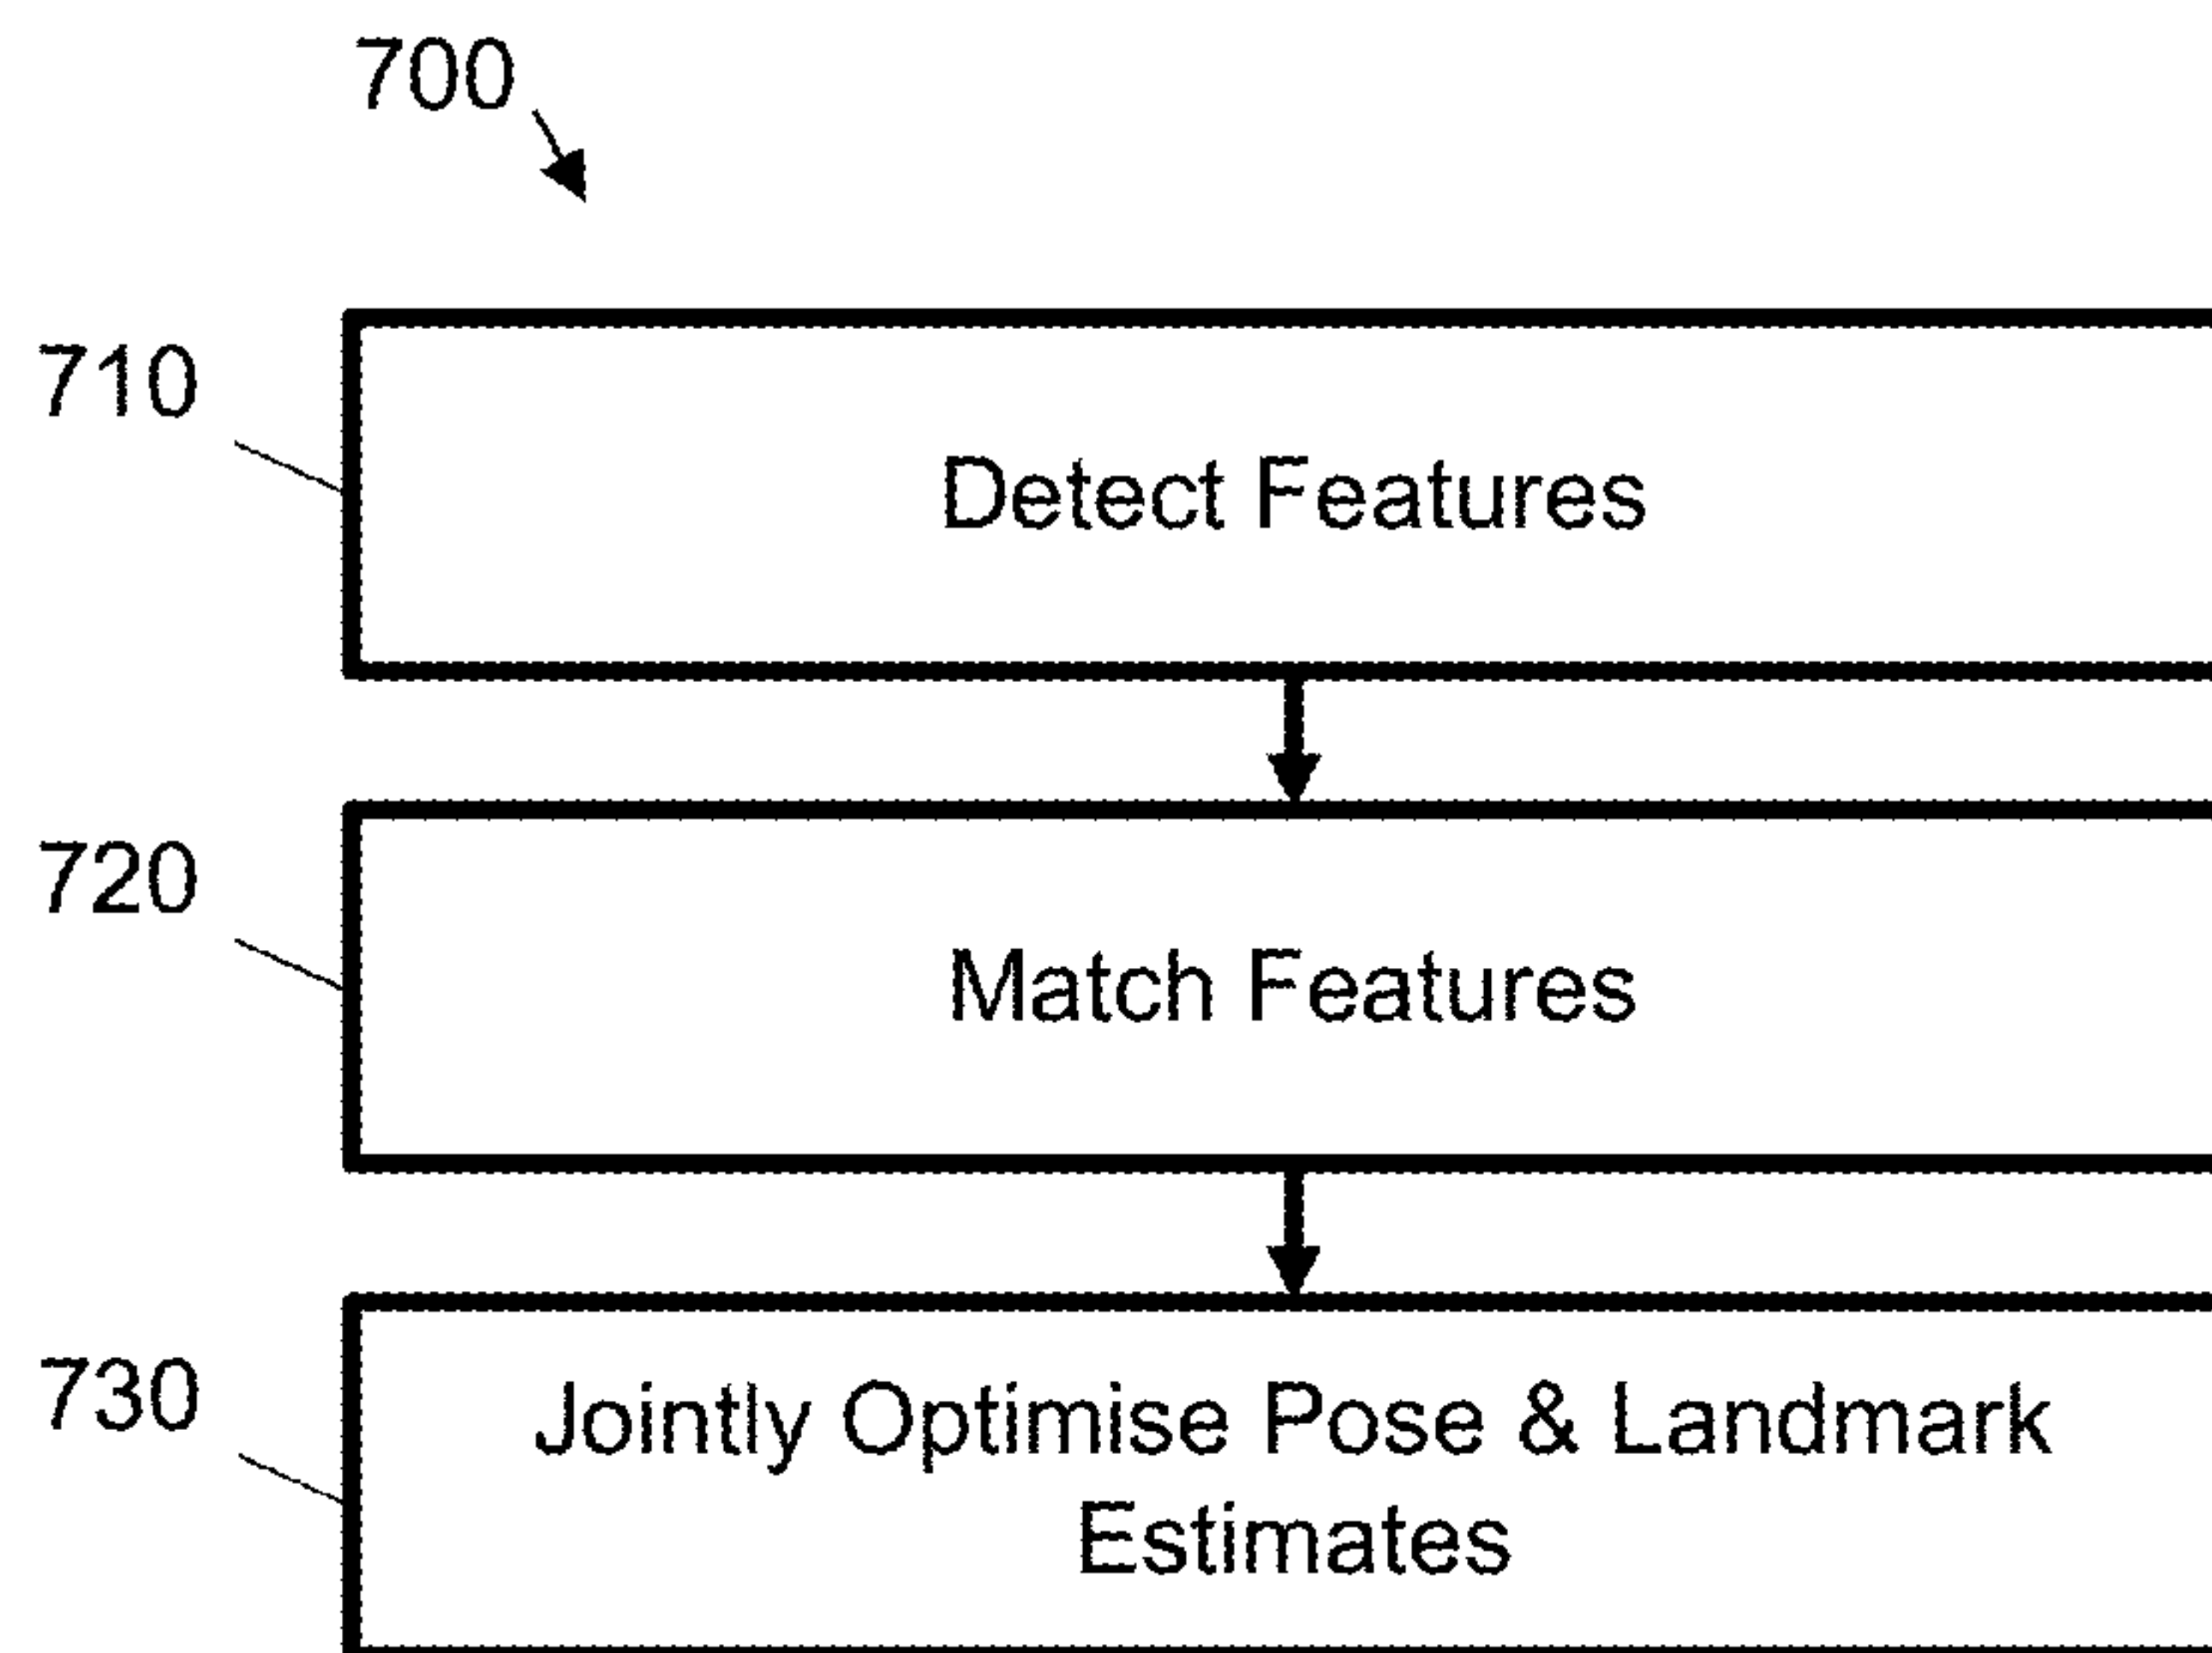 700
710
Detect Features
720
Match Features
730
Jointly Optimise Pose & Landmark
Estimates